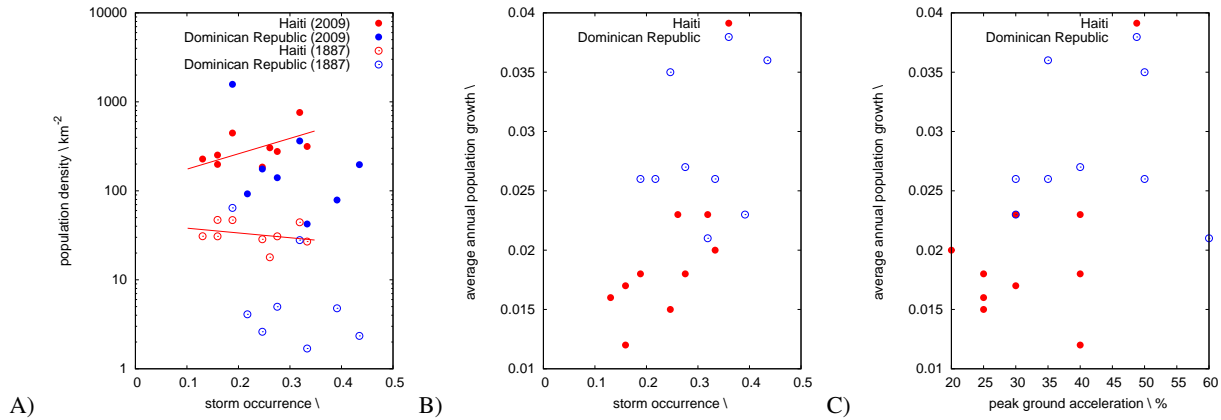 A)
population density \ km-2
10000
1000
100
10
1
Haiti (2009)
Dominican Republic (2009)
Haiti (1887)
Dominican Republic (1887)
0 0.1 0.2 0.3 0.4 0.5
storm occurrence \
B)
average annual population growth \
0.04
0.035
0.03
0.025
0.02
0.015
0.01
Haiti
Dominican Republic
0 0.1 0.2 0.3 0.4 0.5
storm occurrence \
C)
average annual population growth \
0.04
0.035
0.03
0.025
0.02
0.015
0.01
Haiti
Dominican Republic
20 25 30 35 40 45 50 55 60
peak ground acceleration \ %